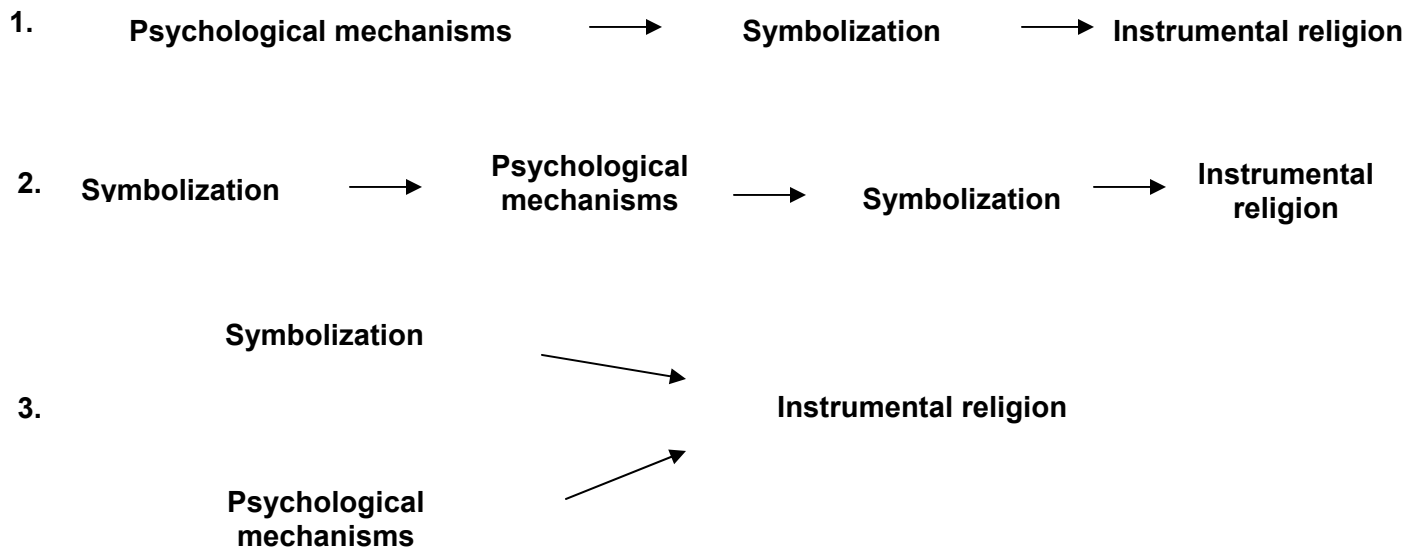 1. Psychological mechanisms Symbolization Instrumental religion
2. Symbolization Psychological mechanisms Symbolization Instrumental religion
Symbolization
3. Instrumental religion
Psychological
mechanisms